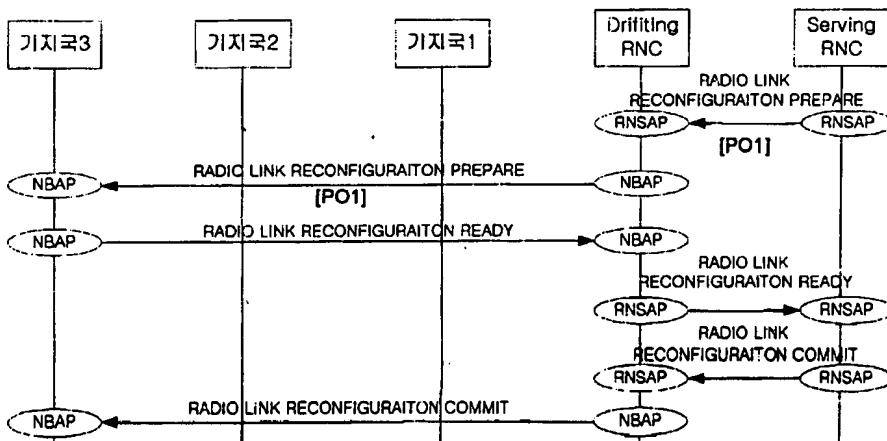 기지국3
기지국2
기지국1
Drifiting
RNC
Serving
RNC
RADIO LINK
RECONFIGURAITON PREPARE
RNSAP
RNSAP
[PO1]
RADIO LINK RECONFIGURAITON PREPARE
NBAP
NBAP
[PO1]
RADIO LINK RECONFIGURAITON READY
NBAP
NBAP
RADIO LINK
RECONFIGURAITON READY
RNSAP
RNSAP
RADIO LINK
RECONFIGURAITON COMMIT
RNSAP
RNSAP
RADIO LINK RECONFIGURAITON COMMIT
NBAP
NBAP